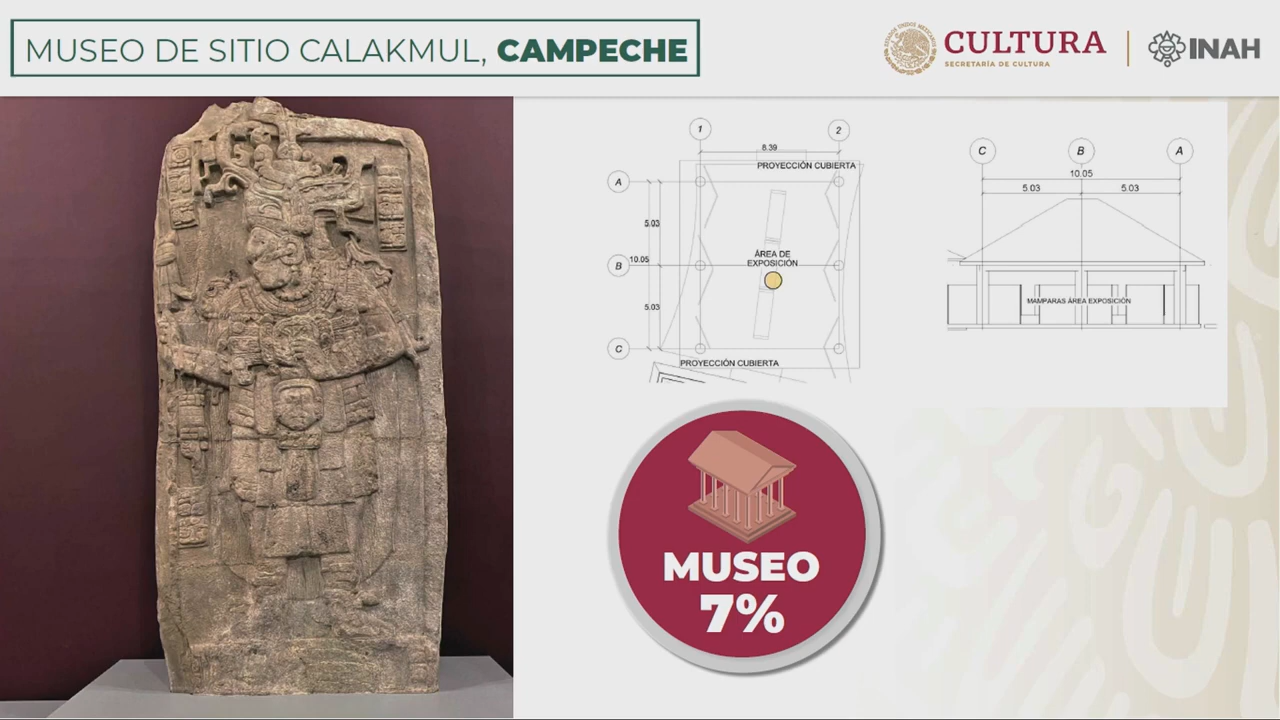 MUSEO DE SITIO CALAKMUL, CAMPECHE
CULTURA
SECRETARÍA DE CULTURA
INAH
1
2
8.39
PROYECCIÓN CUBIERTA
A
5.03
ÁREA DE
EXPOSICIÓN
B
10.05
5.03
C
PROYECCIÓN CUBIERTA
C
B
A
10.05
5.03
5.03
MAMPARAS ÁREA EXPOSICIÓN
MUSEO
7%